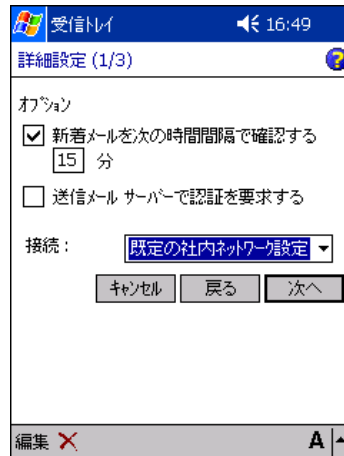 受信トレイ 16:49
詳細設定 (1/3)
オプション
新着メールを次の時間間隔で確認する
15 分
送信メール サーバーで認証を要求する
接続： 既定の社内ネットワーク設定
キャンセル 戻る 次へ
編集 A